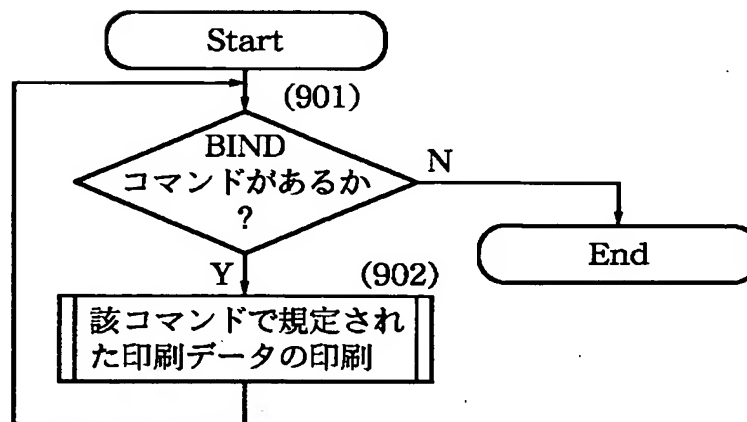 Start
(901)
BIND
コマンドがあるか
?
N
End
Y
(902)
該コマンドで規定され
た印刷データの印刷